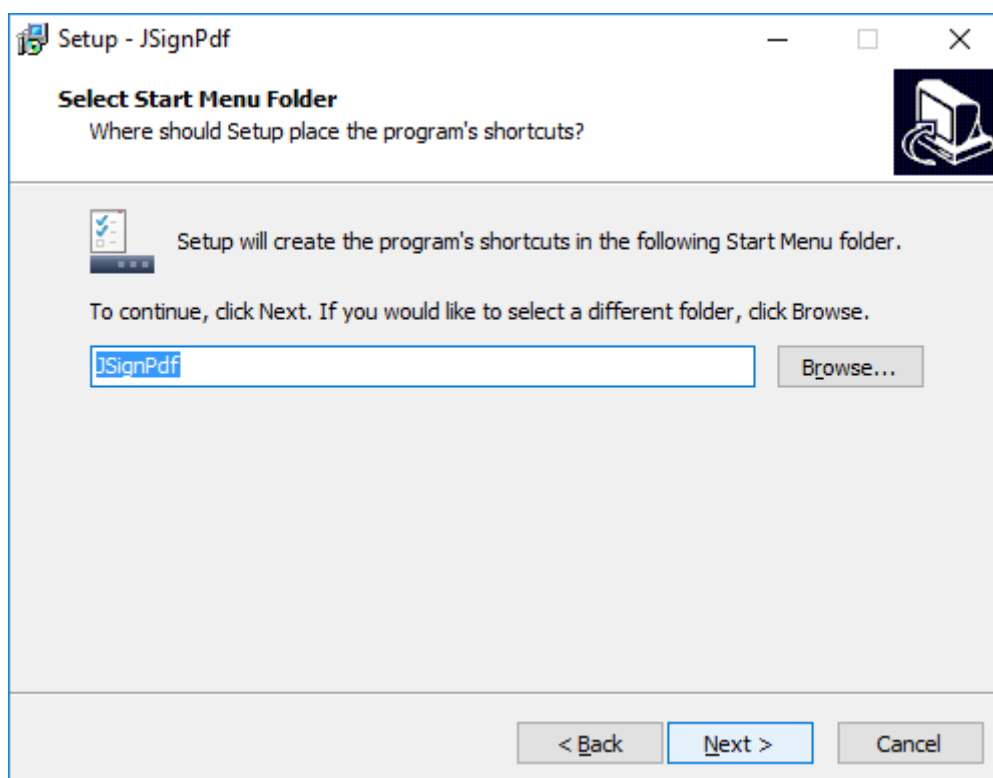 Setup - JSignPdf
Select Start Menu Folder
Where should Setup place the program's shortcuts?
Setup will create the program's shortcuts in the following Start Menu folder.
To continue, click Next. If you would like to select a different folder, click Browse.
JSignPdf
Browse...
< Back
Next >
Cancel